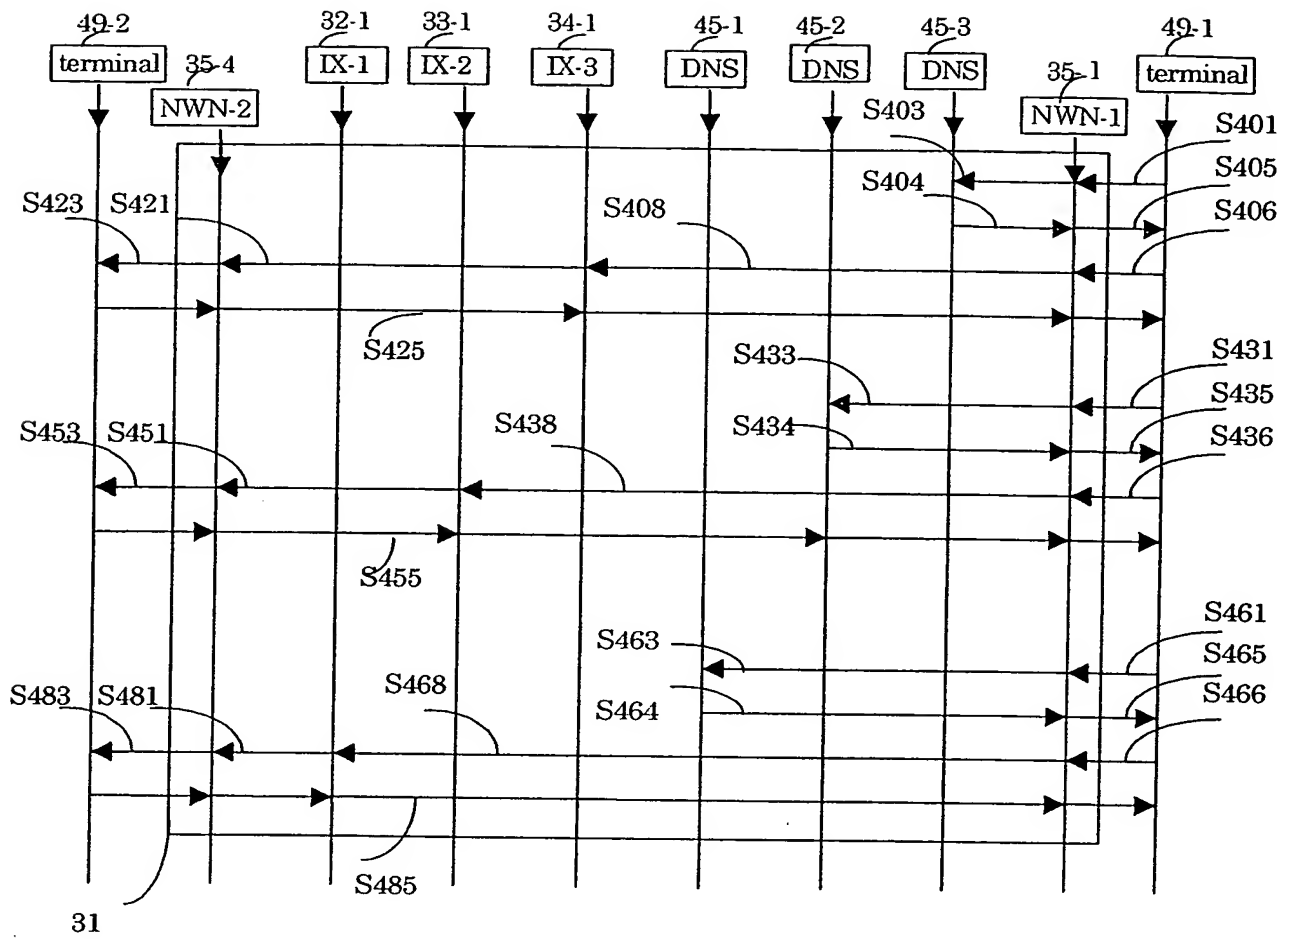 49-2
35-4
32-1
33-1
34-1
45-1
45-2
45-3
35-1
49-1
terminal
NWN-2
IX-1
IX-2
IX-3
DNS
DNS
DNS
NWN-1
terminal
S403
S401
S404
S405
S423
S421
S408
S406
S425
S433
S431
S435
S453
S451
S438
S434
S436
S455
S463
S461
S465
S483
S481
S468
S464
S466
S485
31